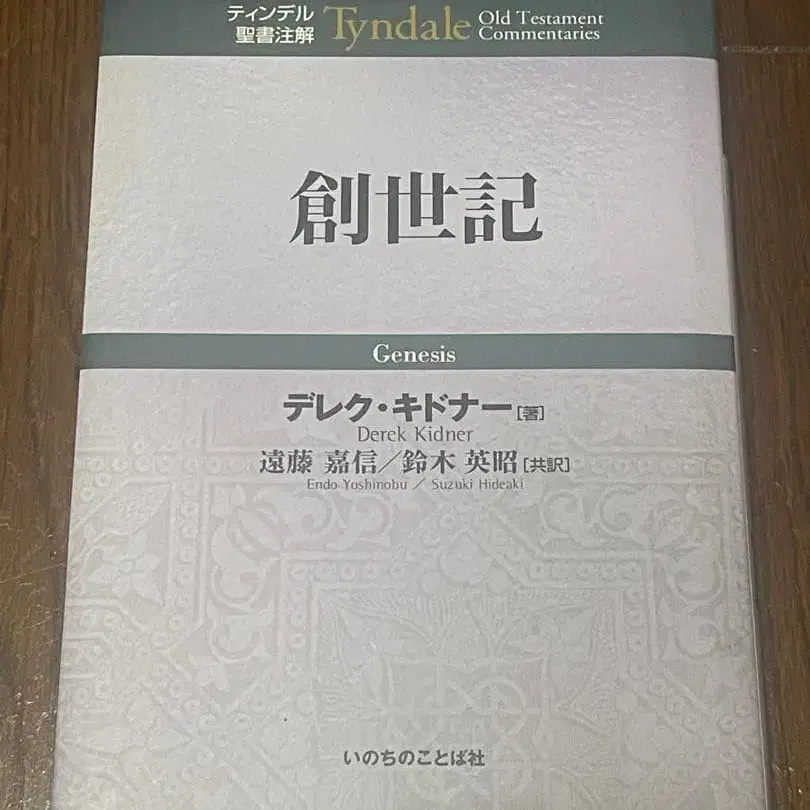 ティンデル
聖書注解
Tyndale
Old Testament
Commentaries
創世記
Genesis
デレク・キドナー[著]
Derek Kidner
遠藤 嘉信／鈴木 英昭[共訳]
Endo Yoshinobu ／ Suzuki Hideaki
いのちのことば社